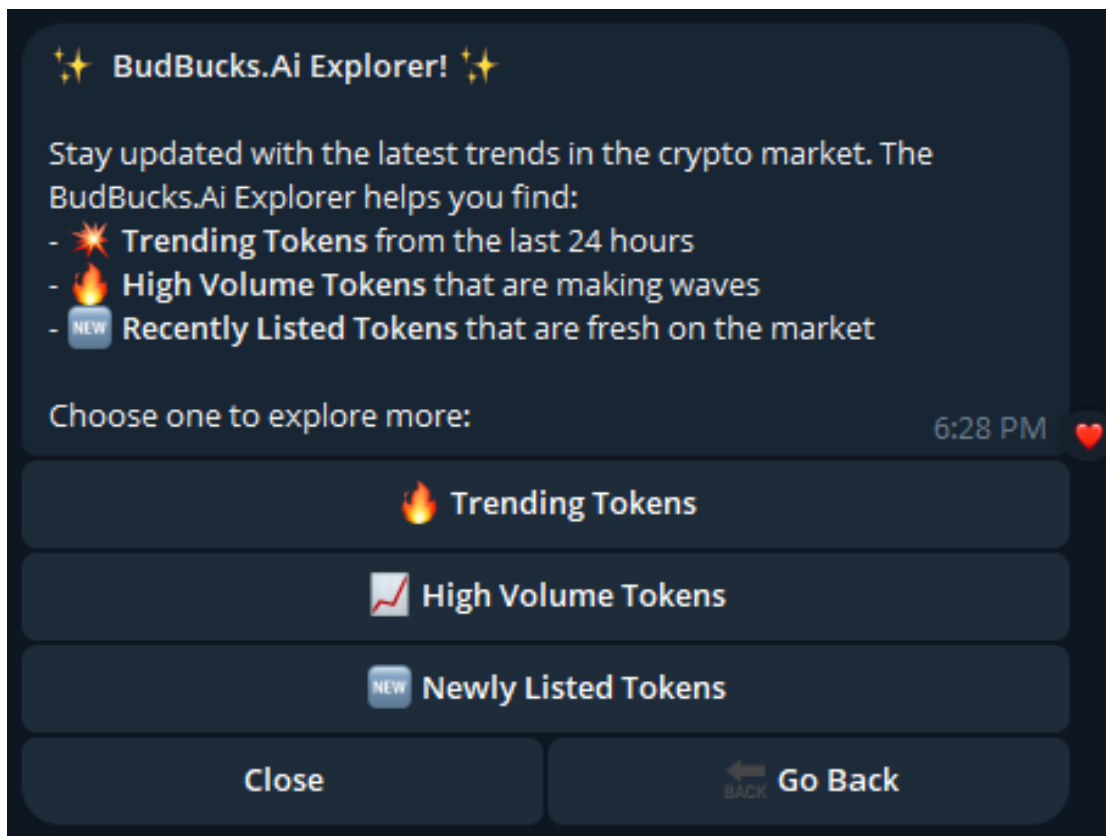 ✨ BudBucks.Ai Explorer! ✨
Stay updated with the latest trends in the crypto market. The
BudBucks.Ai Explorer helps you find:
- 💥 Trending Tokens from the last 24 hours
- 🔥 High Volume Tokens that are making waves
- 🆕 Recently Listed Tokens that are fresh on the market
Choose one to explore more:
6:28 PM ❤️
🔥 Trending Tokens
📈 High Volume Tokens
🆕 Newly Listed Tokens
Close
🔙 Go Back